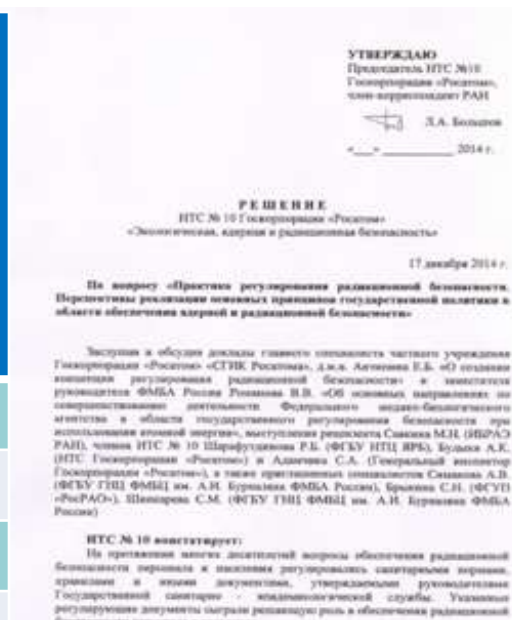 УТВЕРЖДАЮ
Председатель НТС №10
Госкорпорации «Росатом»,
член-корреспондент РАН
Л.А. Большов
«__» ________ 2014 г.
РЕШЕНИЕ
НТС № 10 Госкорпорации «Росатом»
«Экологическая, ядерная и радиационная безопасность»
17 декабря 2014 г.
По вопросу «Практика регулирования радиационной безопасности.
Перспективы реализации основных принципов государственной политики в
области обеспечения ядерной и радиационной безопасности»
Заслушав и обсудив доклады главного специалиста частного учреждения
Госкорпорации «Росатом» «СГИК Росатома», д.м.н. Антипина Е.Б. «О создании
концепции регулирования радиационной безопасности» и заместителя
руководителя ФМБА России Романова В.В. «Об основных направлениях по
совершенствованию деятельности Федерального медико-биологического
агентства в области государственного регулирования безопасности при
использовании атомной энергии», выступления рецензента Савкина М.Н. (ИБРАЭ
РАН), членов НТС № 10 Шарафутдинова Р.Б. (ФБУ НТЦ ЯРБ),
(НТС Госкорпорации «Росатом») и Адамчика С.А. (Генеральный инспектор
Госкорпорации «Росатом»), а также приглашенных специалистов Симакова А.В.
(ФГБУ ГНЦ ФМБЦ им. А.И. Бурназяна ФМБА России), Брыкина С.Н. (ФГУП
«РосРАО»), Шинкарева С.М. (ФГБУ ГНЦ ФМБЦ им. А.И. Бурназяна ФМБА
России)
НТС № 10 констатирует:
На протяжении многих десятилетий вопросы обеспечения радиационной
безопасности персонала и населения регулировались санитарными нормами,
правилами и иными документами, утверждаемыми руководителями
Государственной санитарно - эпидемиологической службы. Указанные
регулирующие документы сыграли решающую роль в обеспечении радиационной